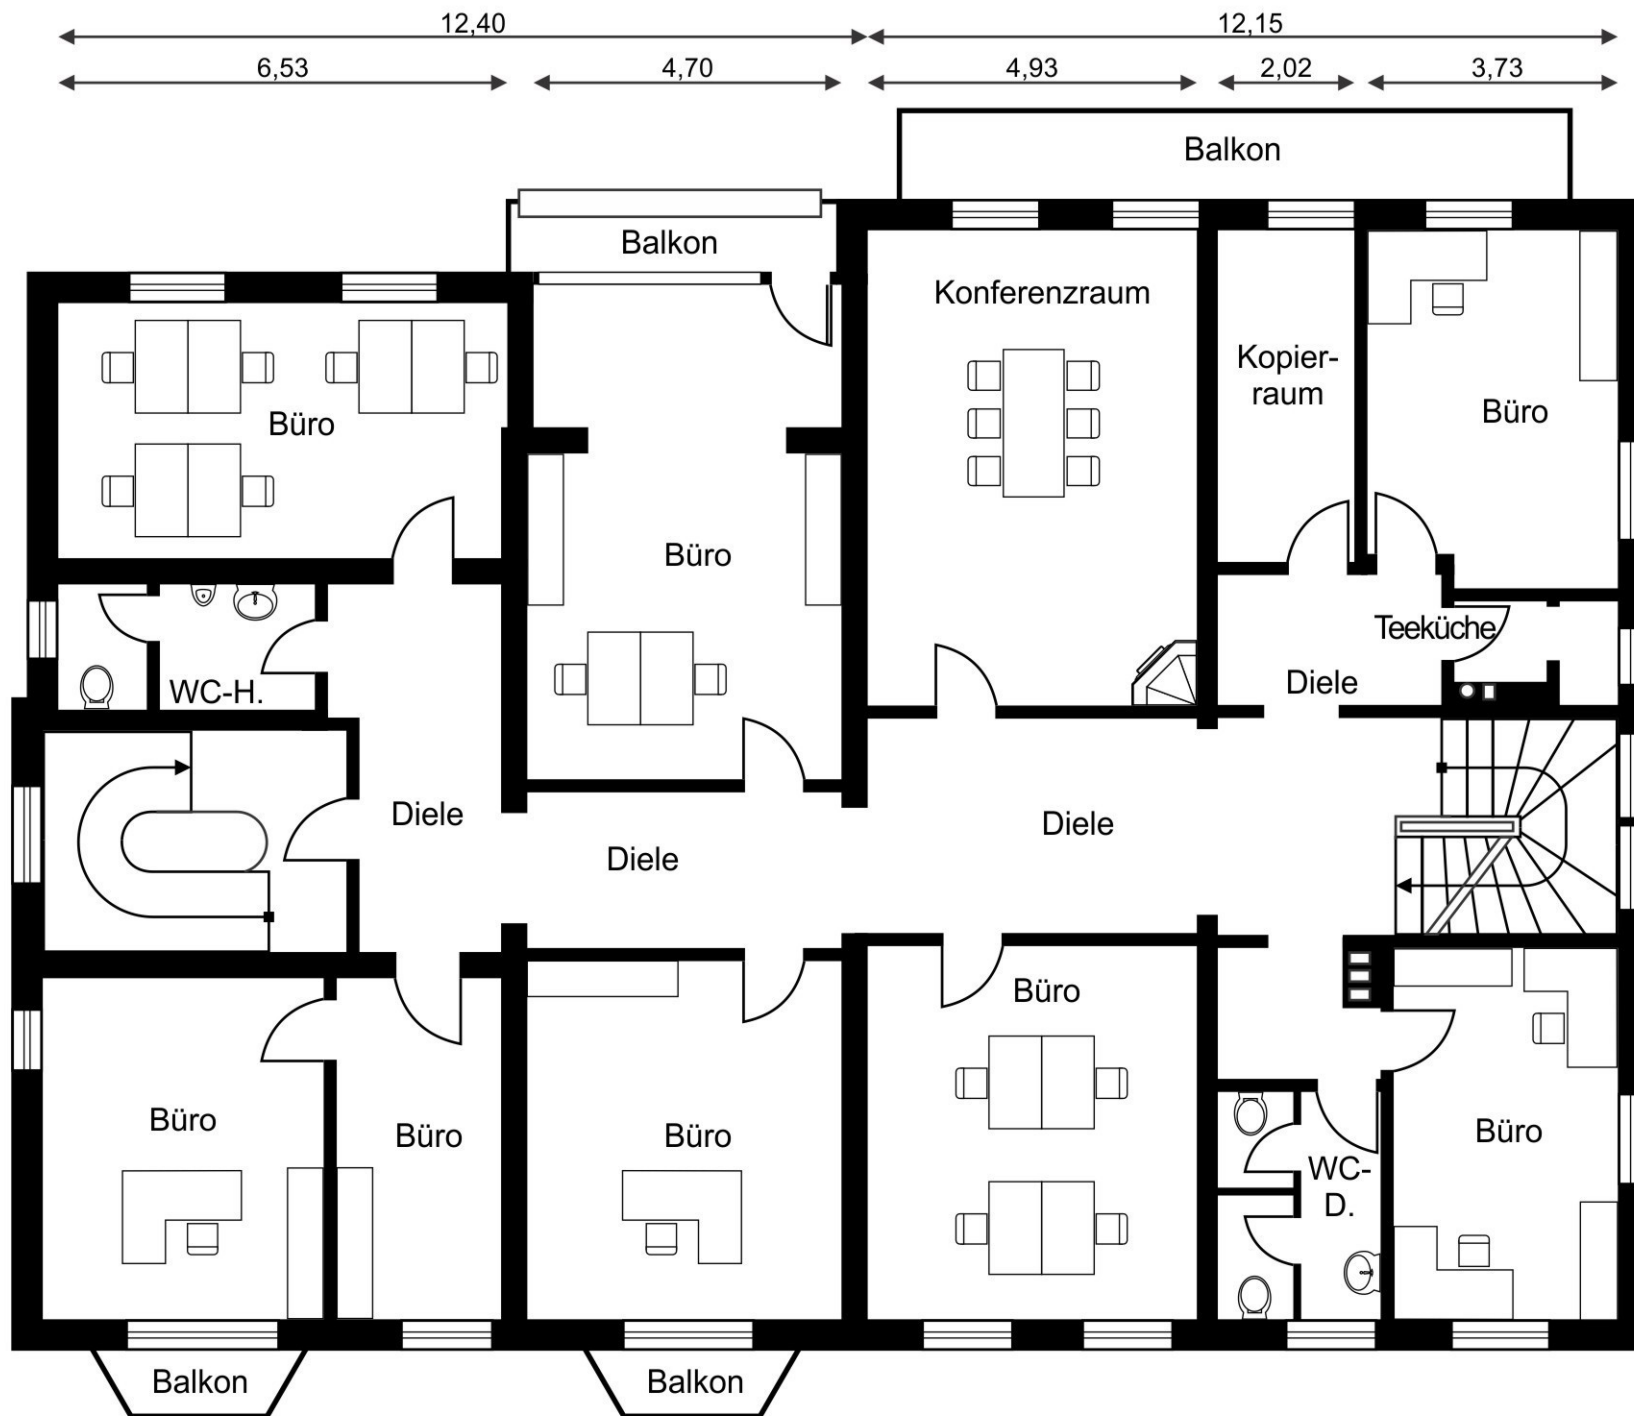 12,40
12,15
6,53
4,70
4,93
2,02
3,73
Balkon
Balkon
Konferenzraum
Kopier-
raum
Büro
Büro
Büro
Teeküche
WC-H.
Diele
Diele
Diele
Diele
Büro
Büro
Büro
Büro
WC-
D.
Büro
Balkon
Balkon